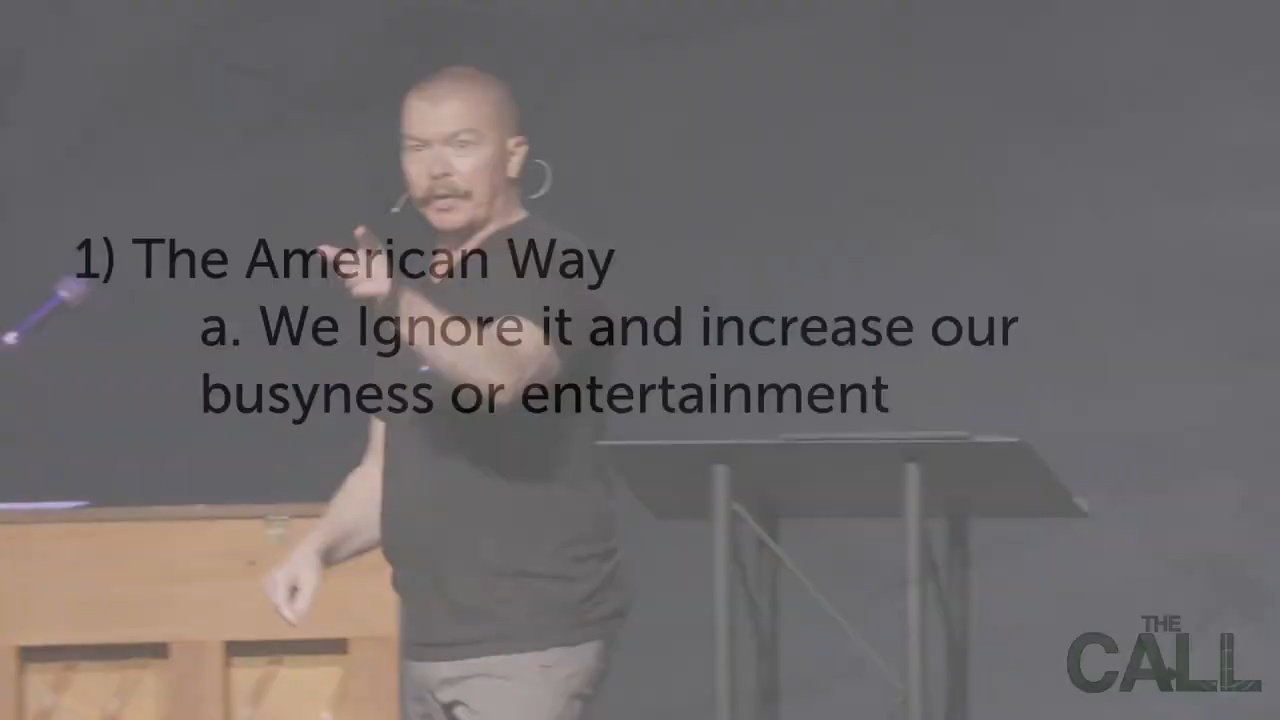 1) The American Way
a. We Ignore it and increase our
busyness or entertainment
THE
CALL